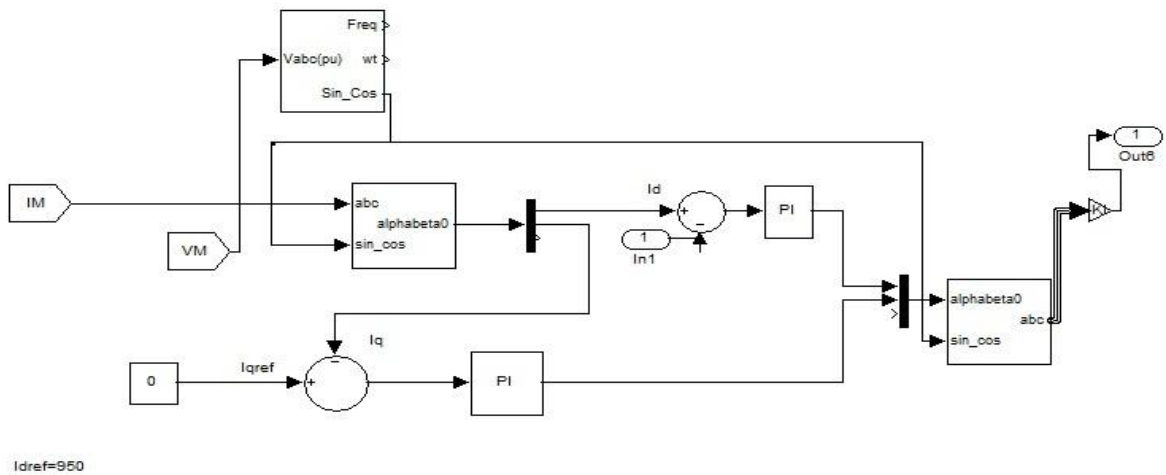 Freq
Vabc(pu)
wt
Sin_Cos
1
Out6
IM
abc
Id
PI
alphabeta0
VM
sin_cos
1
In1
alphabeta0
abc
Iq
sin_cos
Iqref
0
PI
Idref=950